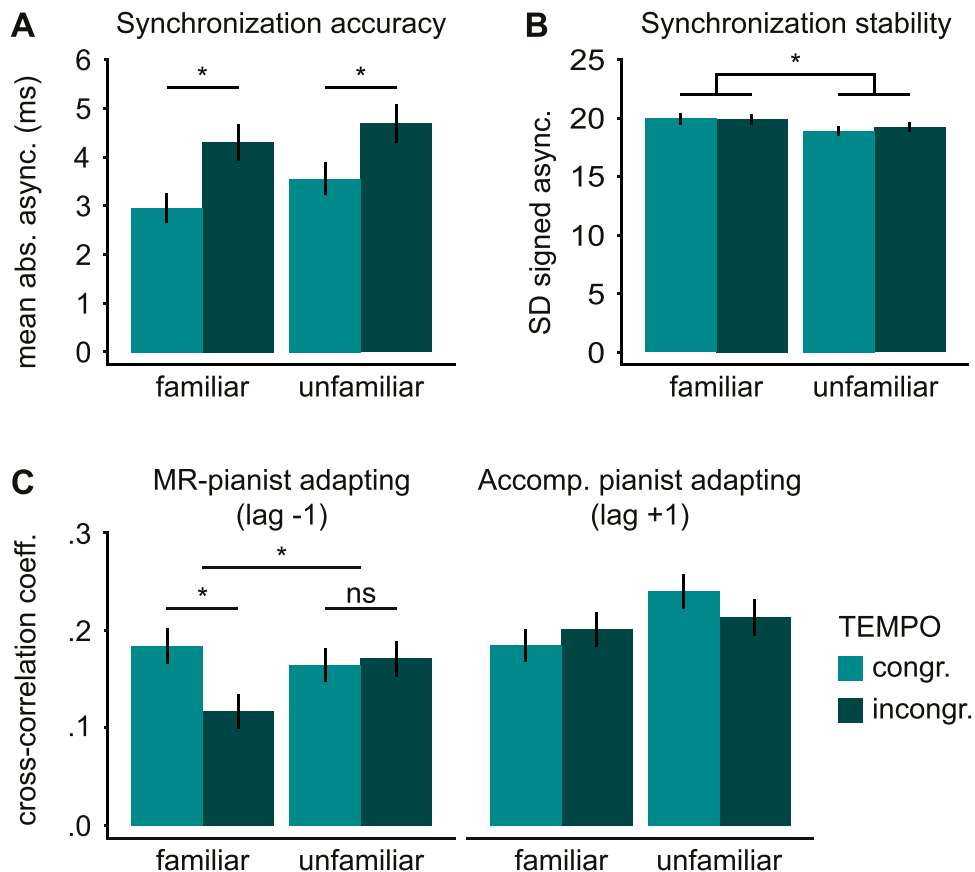 A Synchronization accuracy
mean abs. async. (ms)
6
5
4
3
2
1
0
*
*
familiar
unfamiliar
B Synchronization stability
SD signed async.
25
20
15
10
5
0
*
familiar
unfamiliar
C MR-pianist adapting
(lag -1)
cross-correlation coeff.
.3
.2
.1
.0
*
*
ns
familiar
unfamiliar
Accomp. pianist adapting
(lag +1)
familiar
unfamiliar
TEMPO
congr.
incongr.